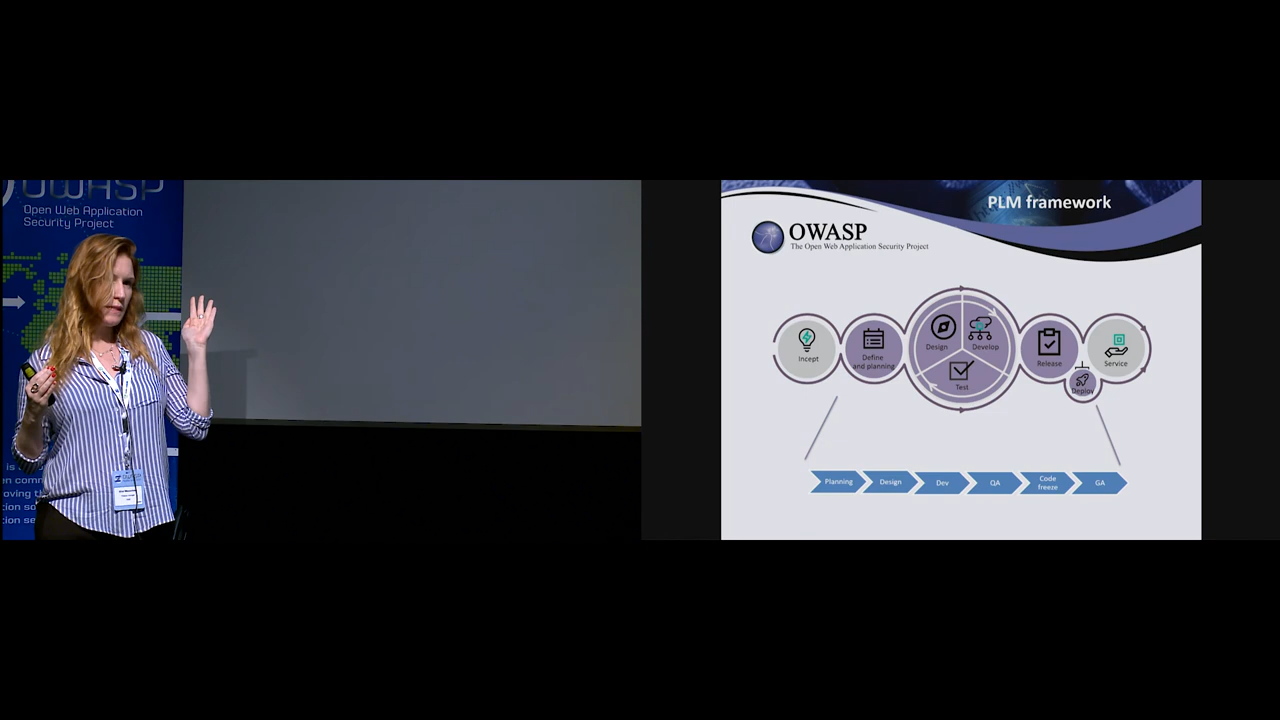 OWASP
Open Web Application
Security Project
PLM framework
OWASP
The Open Web Application Security Project
Incept
Define
and planning
Design
Develop
Test
Release
Deploy
Service
Planning
Design
Dev
QA
Code
freeze
GA